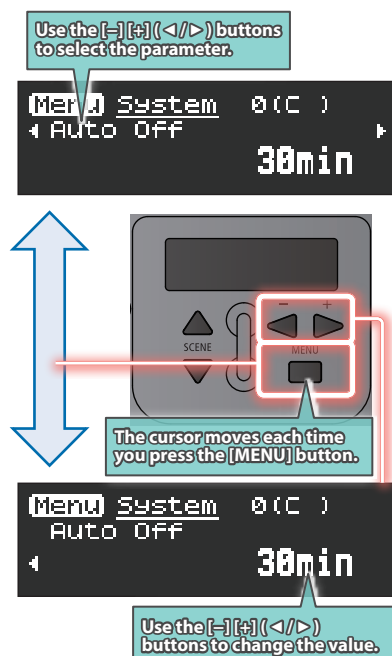 Use the [–] [+] (◄/►) buttons
to select the parameter.
Menu System 0(C )
◄ Auto Off ►
30min
– +
SCENE
MENU
The cursor moves each time
you press the [MENU] button.
Menu System 0(C )
Auto Off
◄ 30min
Use the [–] [+] (◄/►)
buttons to change the value.